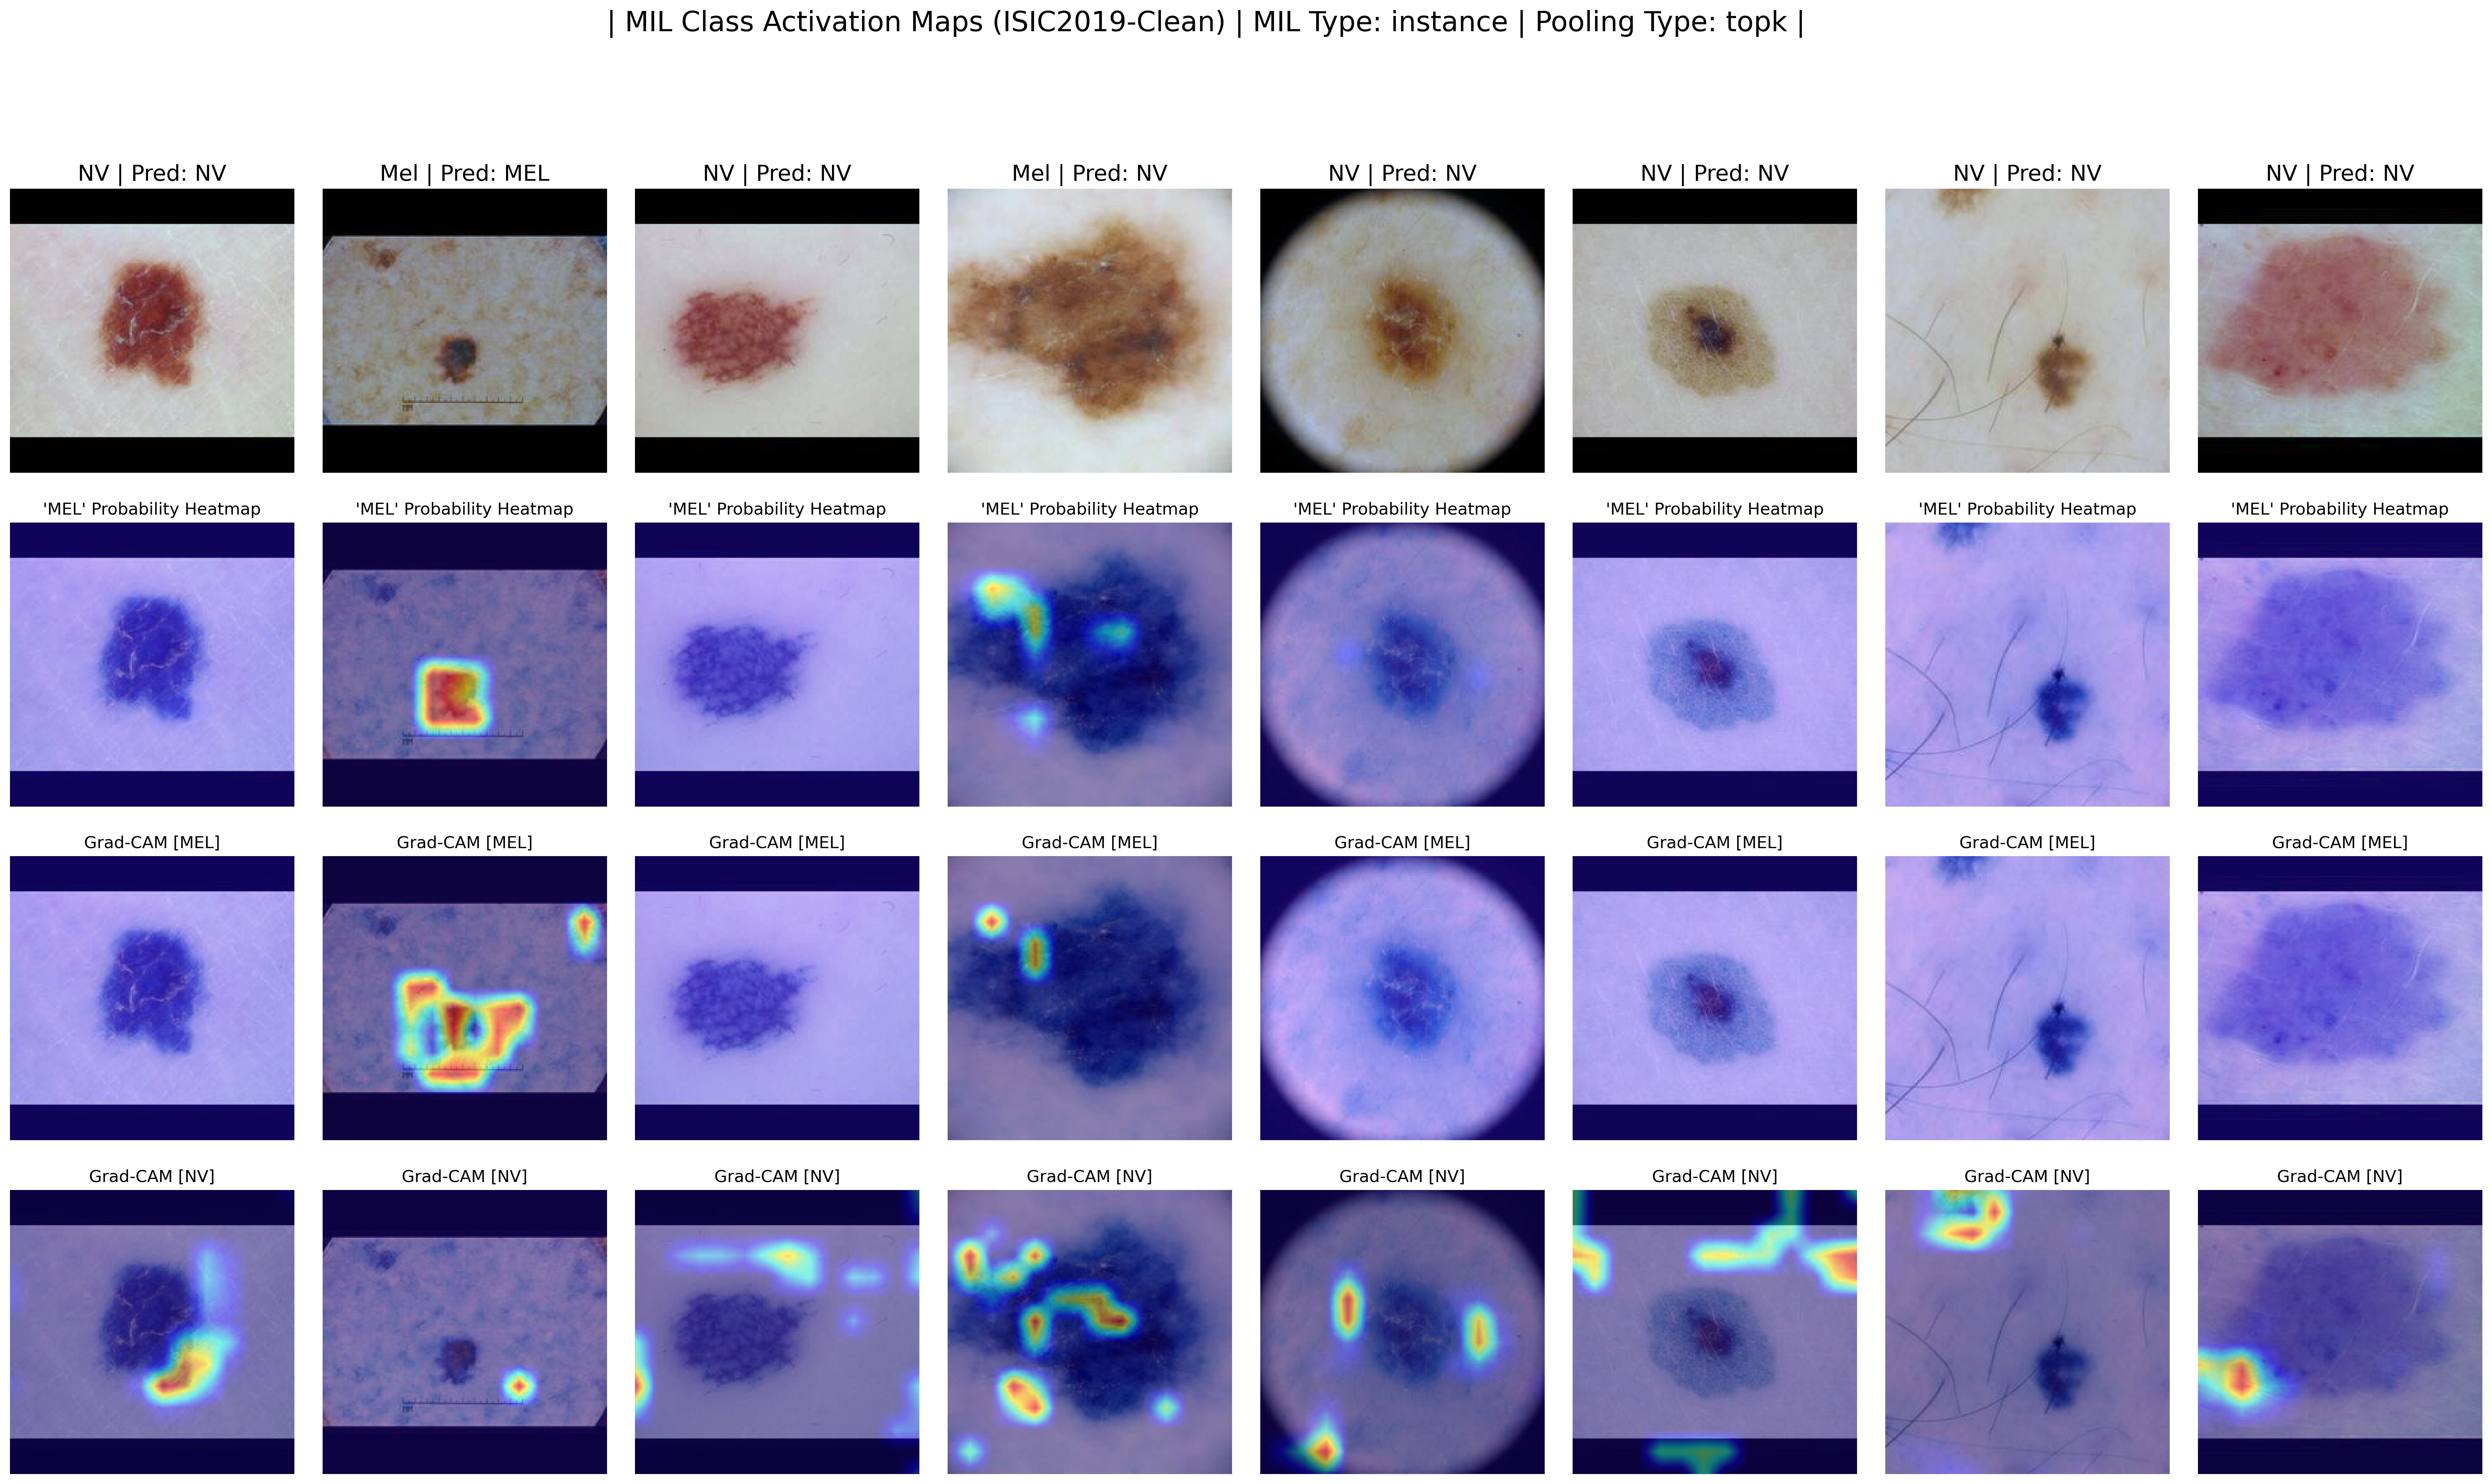 | MIL Class Activation Maps (ISIC2019-Clean) | MIL Type: instance | Pooling Type: topk |
NV | Pred: NV
Mel | Pred: MEL
NV | Pred: NV
Mel | Pred: NV
NV | Pred: NV
NV | Pred: NV
NV | Pred: NV
NV | Pred: NV
'MEL' Probability Heatmap
'MEL' Probability Heatmap
'MEL' Probability Heatmap
'MEL' Probability Heatmap
'MEL' Probability Heatmap
'MEL' Probability Heatmap
'MEL' Probability Heatmap
'MEL' Probability Heatmap
Grad-CAM [MEL]
Grad-CAM [MEL]
Grad-CAM [MEL]
Grad-CAM [MEL]
Grad-CAM [MEL]
Grad-CAM [MEL]
Grad-CAM [MEL]
Grad-CAM [MEL]
Grad-CAM [NV]
Grad-CAM [NV]
Grad-CAM [NV]
Grad-CAM [NV]
Grad-CAM [NV]
Grad-CAM [NV]
Grad-CAM [NV]
Grad-CAM [NV]